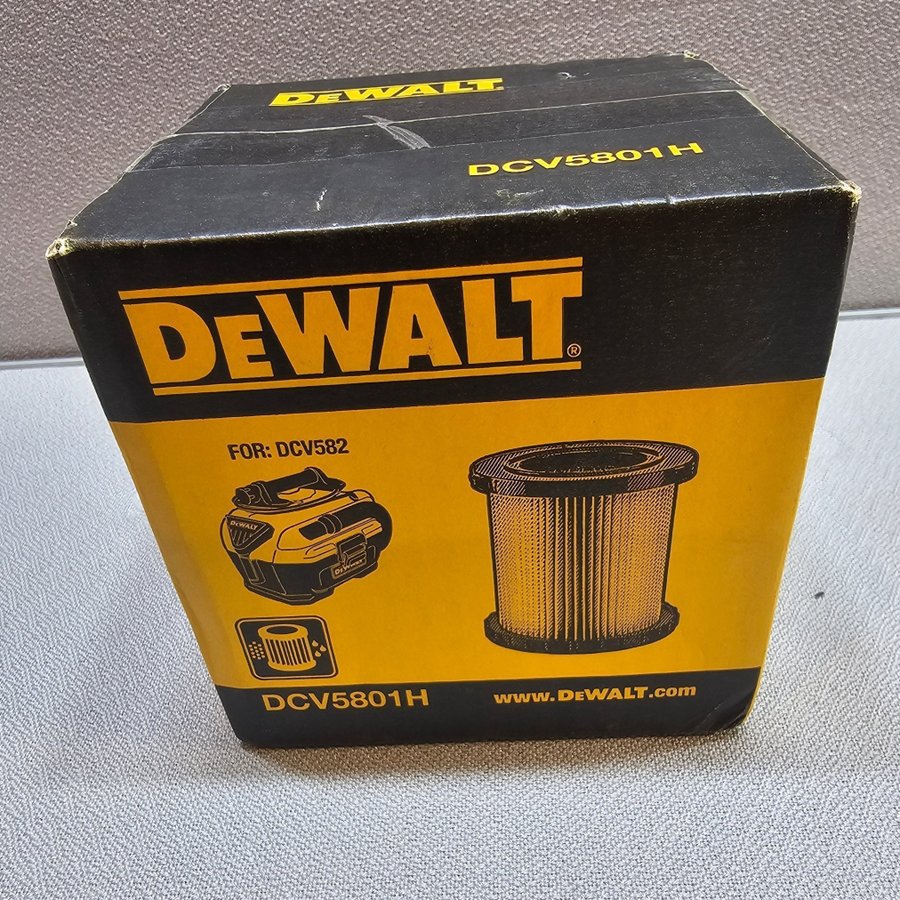 DEWALT
DCV5801H
DEWALT®
FOR: DCV582
DEWALT
DEWALT
DCV5801H
www.DEWALT.com